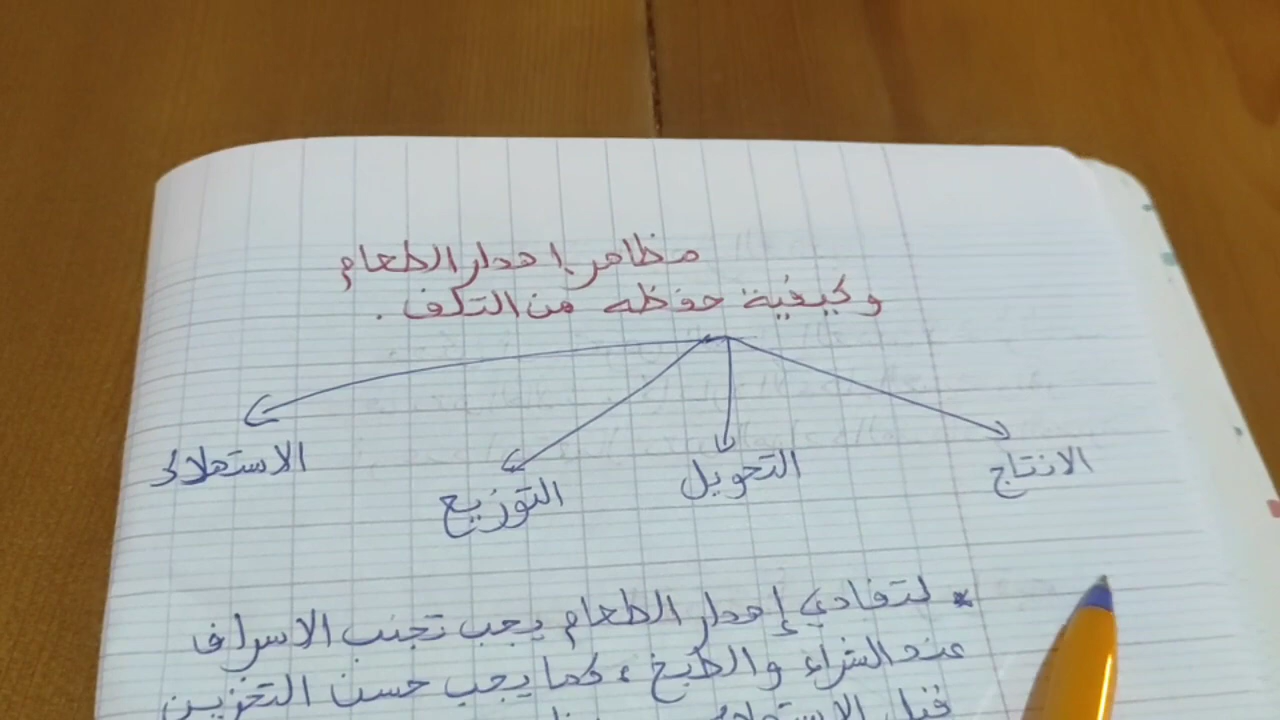 مظاهر إهدار الطعام
وكيفية حفظه من التلف.
الانتاج
التحويل
التوزيع
الاستهلاك
* لتفادي إهدار الطعام يجب تجنب الاسراف
عند الشراء والطبخ، كما يجب حسن التخزين
قبل